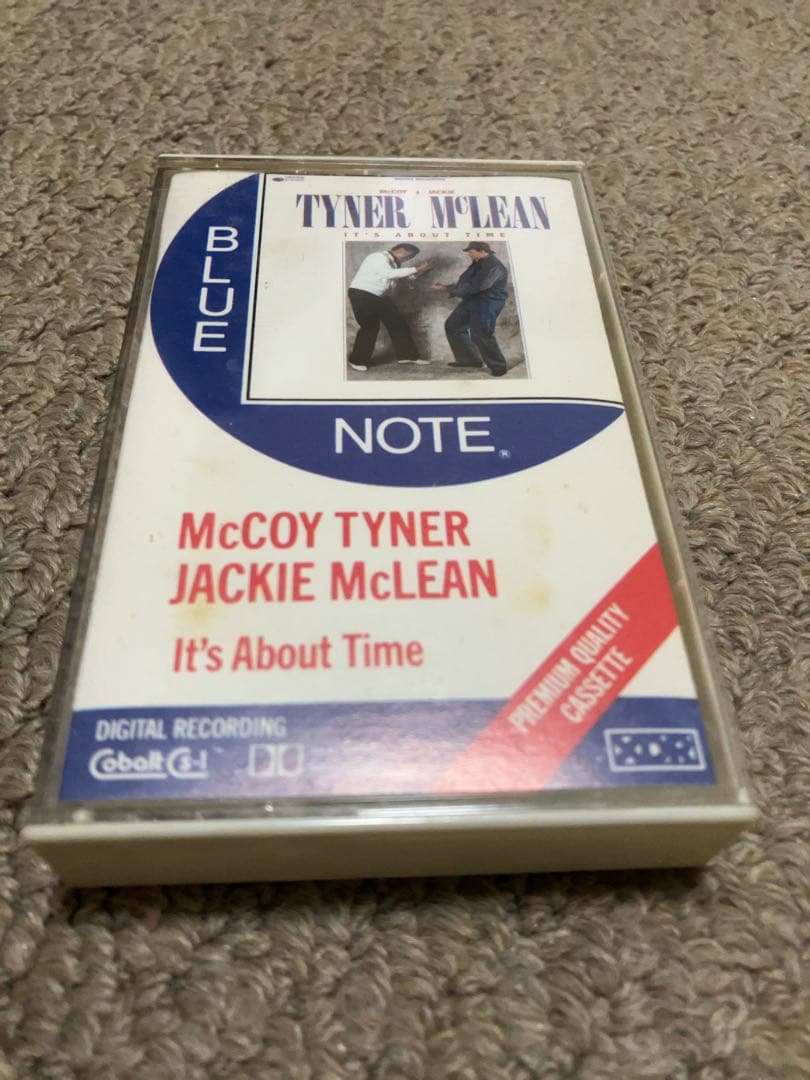 McCOY & JACKIE
TYNER McLEAN
IT'S ABOUT TIME
BLUE
NOTE®
McCOY TYNER
JACKIE McLEAN
It's About Time
PREMIUM QUALITY
CASSETTE
DIGITAL RECORDING
Cobalt Cs-1™